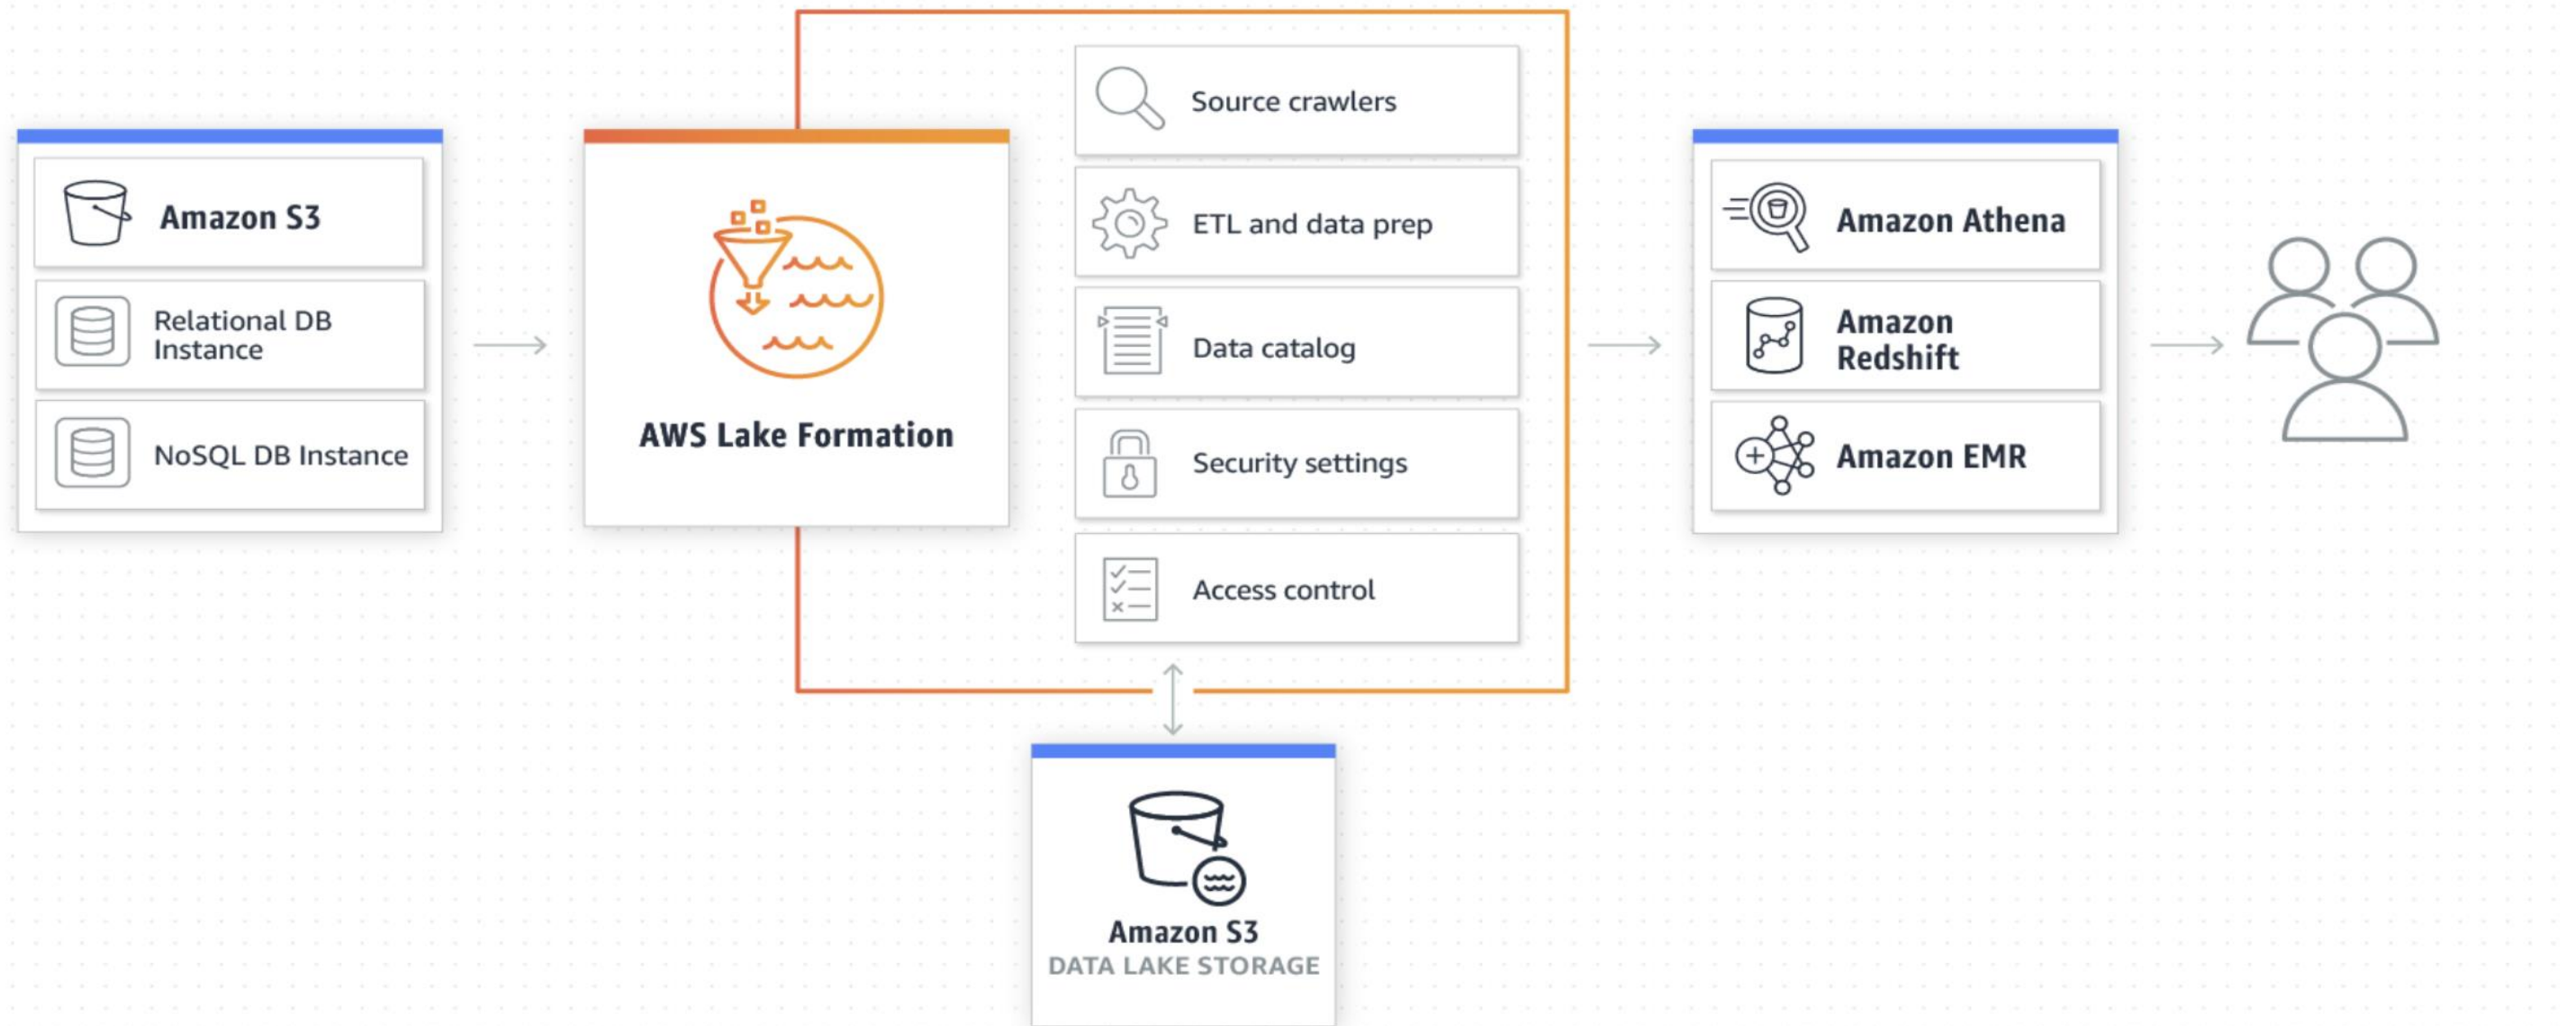 Amazon S3
Relational DB
Instance
NoSQL DB Instance
AWS Lake Formation
Source crawlers
ETL and data prep
Data catalog
Security settings
Access control
Amazon S3
DATA LAKE STORAGE
Amazon Athena
Amazon
Redshift
Amazon EMR